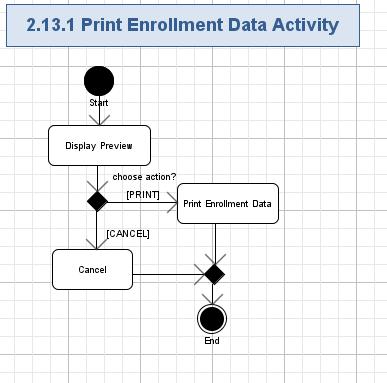 2.13.1 Print Enrollment Data Activity
Start
Display Preview
choose action?
[PRINT]
Print Enrollment Data
[CANCEL]
Cancel
End